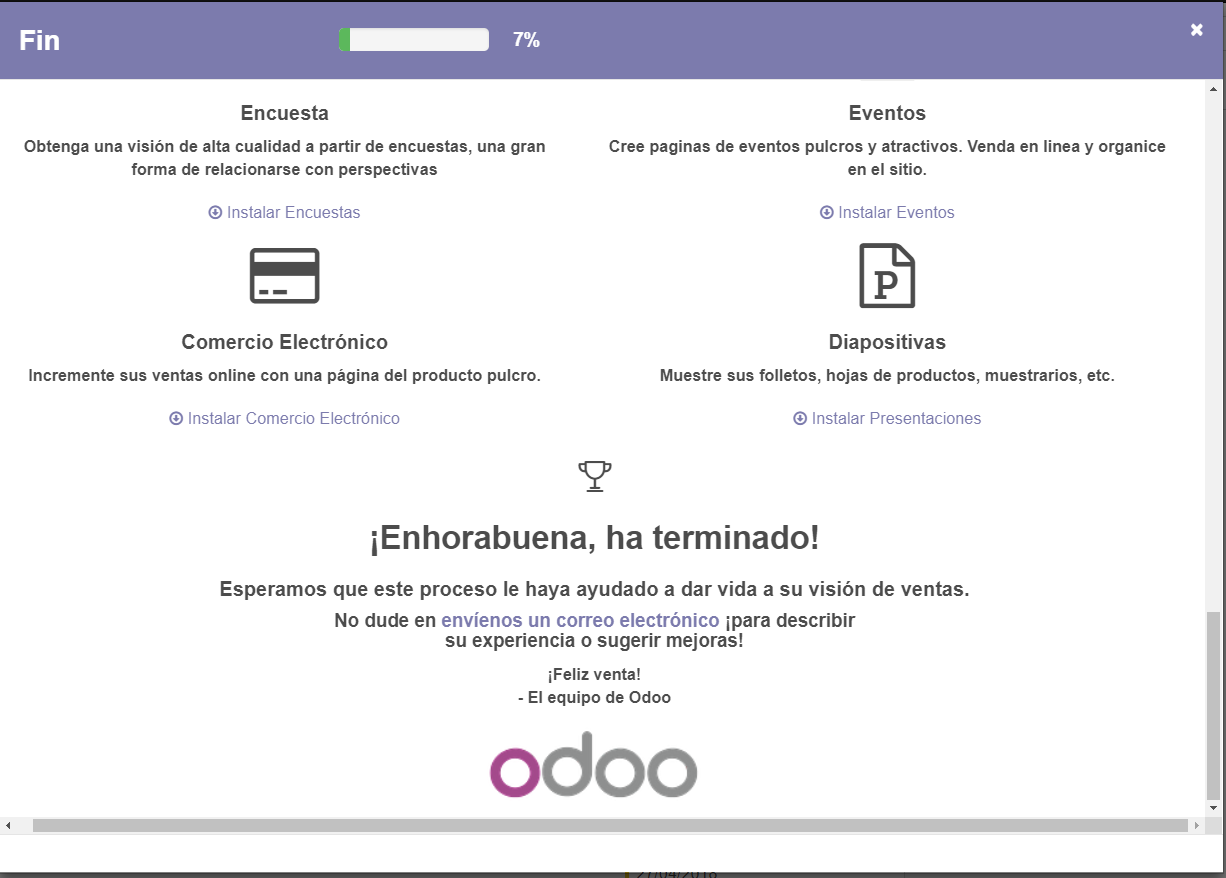 Fin
7%
Encuesta
Obtenga una visión de alta cualidad a partir de encuestas, una gran
forma de relacionarse con perspectivas
Instalar Encuestas
Eventos
Cree paginas de eventos pulcros y atractivos. Venda en linea y organice
en el sitio.
Instalar Eventos
Comercio Electrónico
Incremente sus ventas online con una página del producto pulcro.
Instalar Comercio Electrónico
P
Diapositivas
Muestre sus folletos, hojas de productos, muestrarios, etc.
Instalar Presentaciones
¡Enhorabuena, ha terminado!
Esperamos que este proceso le haya ayudado a dar vida a su visión de ventas.
No dude en envíenos un correo electrónico ¡para describir
su experiencia o sugerir mejoras!
¡Feliz venta!
- El equipo de Odoo
odoo
27/04/2018